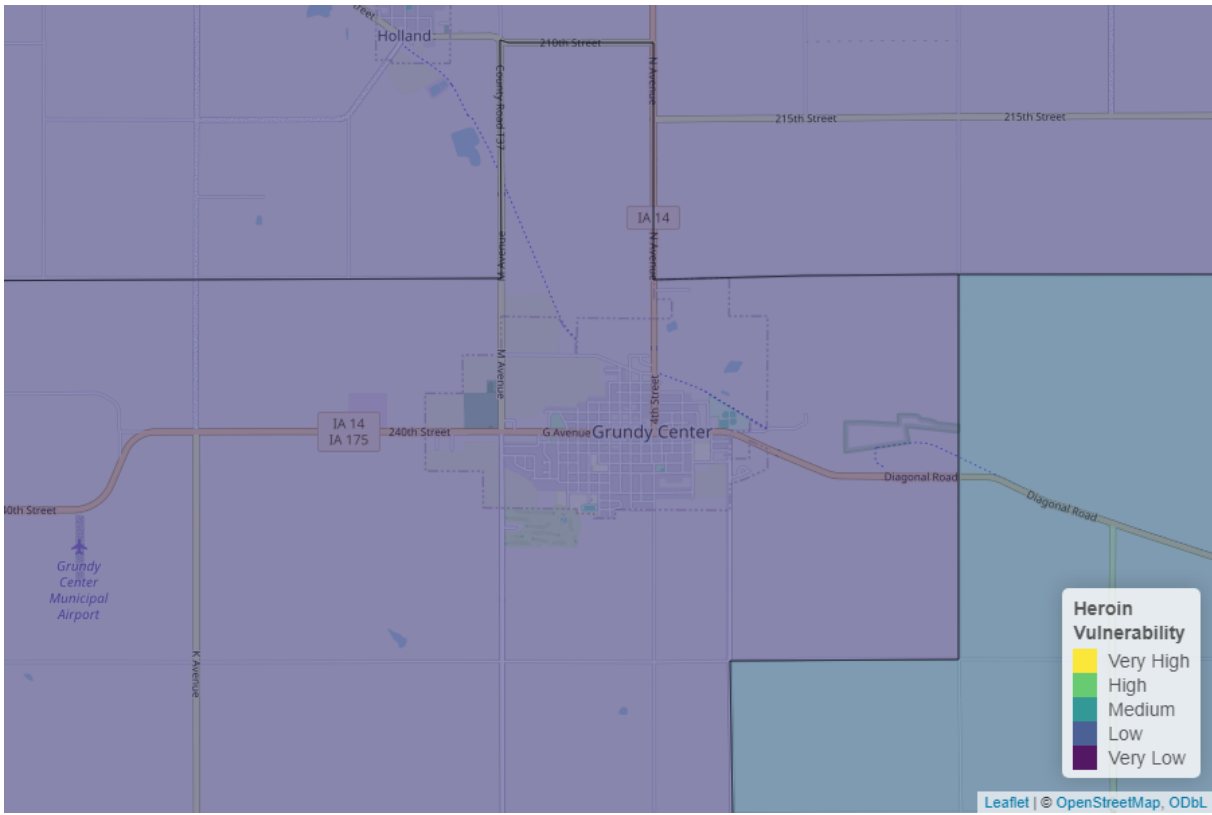 Street
Holland
210th Street
County Road T37
N Avenue
215th Street
215th Street
IA 14
M Avenue
N Avenue
M Avenue
4th Street
IA 14
IA 175
240th Street
G Avenue
Grundy Center
Diagonal Road
Diagonal Road
40th Street
Grundy
Center
Municipal
Airport
K Avenue
Heroin
Vulnerability
Very High
High
Medium
Low
Very Low
Leaflet | © OpenStreetMap, ODbL